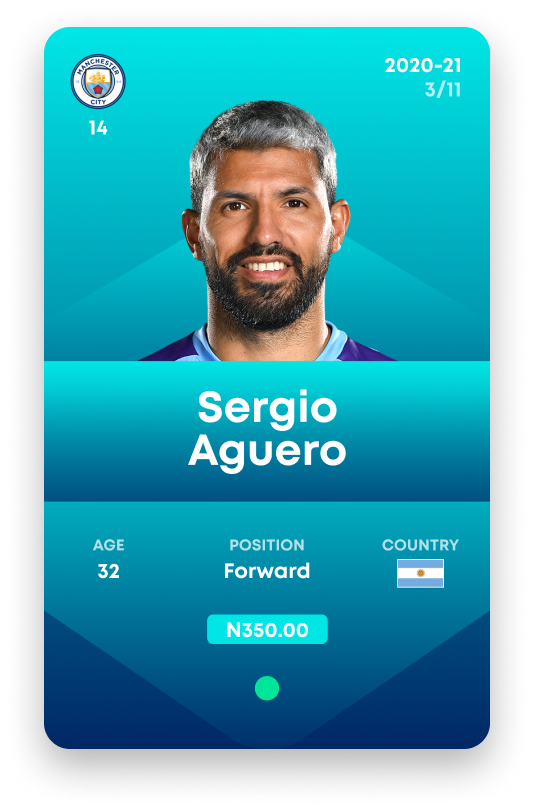 MANCHESTER
CITY
14
2020-21
3/11
Sergio
Aguero
AGE
32
POSITION
Forward
COUNTRY
N350.00